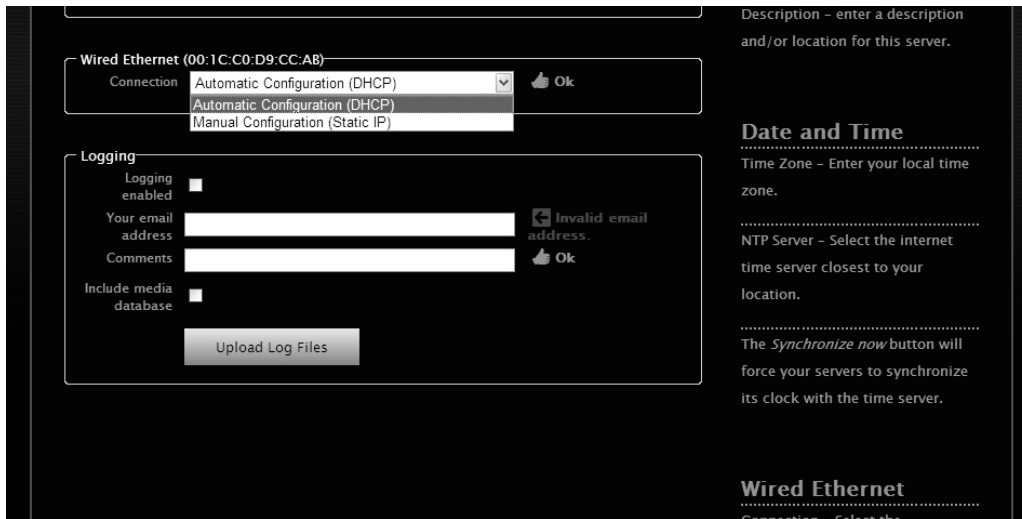 Wired Ethernet (00:1C:C0:D9:CC:AB)
Connection
Automatic Configuration (DHCP)
Ok
Automatic Configuration (DHCP)
Manual Configuration (Static IP)
Logging
Logging
enabled
Your email
address
Invalid email
address.
Comments
Ok
Include media
database
Upload Log Files
Description – enter a description
and/or location for this server.
Date and Time
Time Zone – Enter your local time
zone.
NTP Server – Select the internet
time server closest to your
location.
The Synchronize now button will
force your servers to synchronize
its clock with the time server.
Wired Ethernet
Connection – Select the